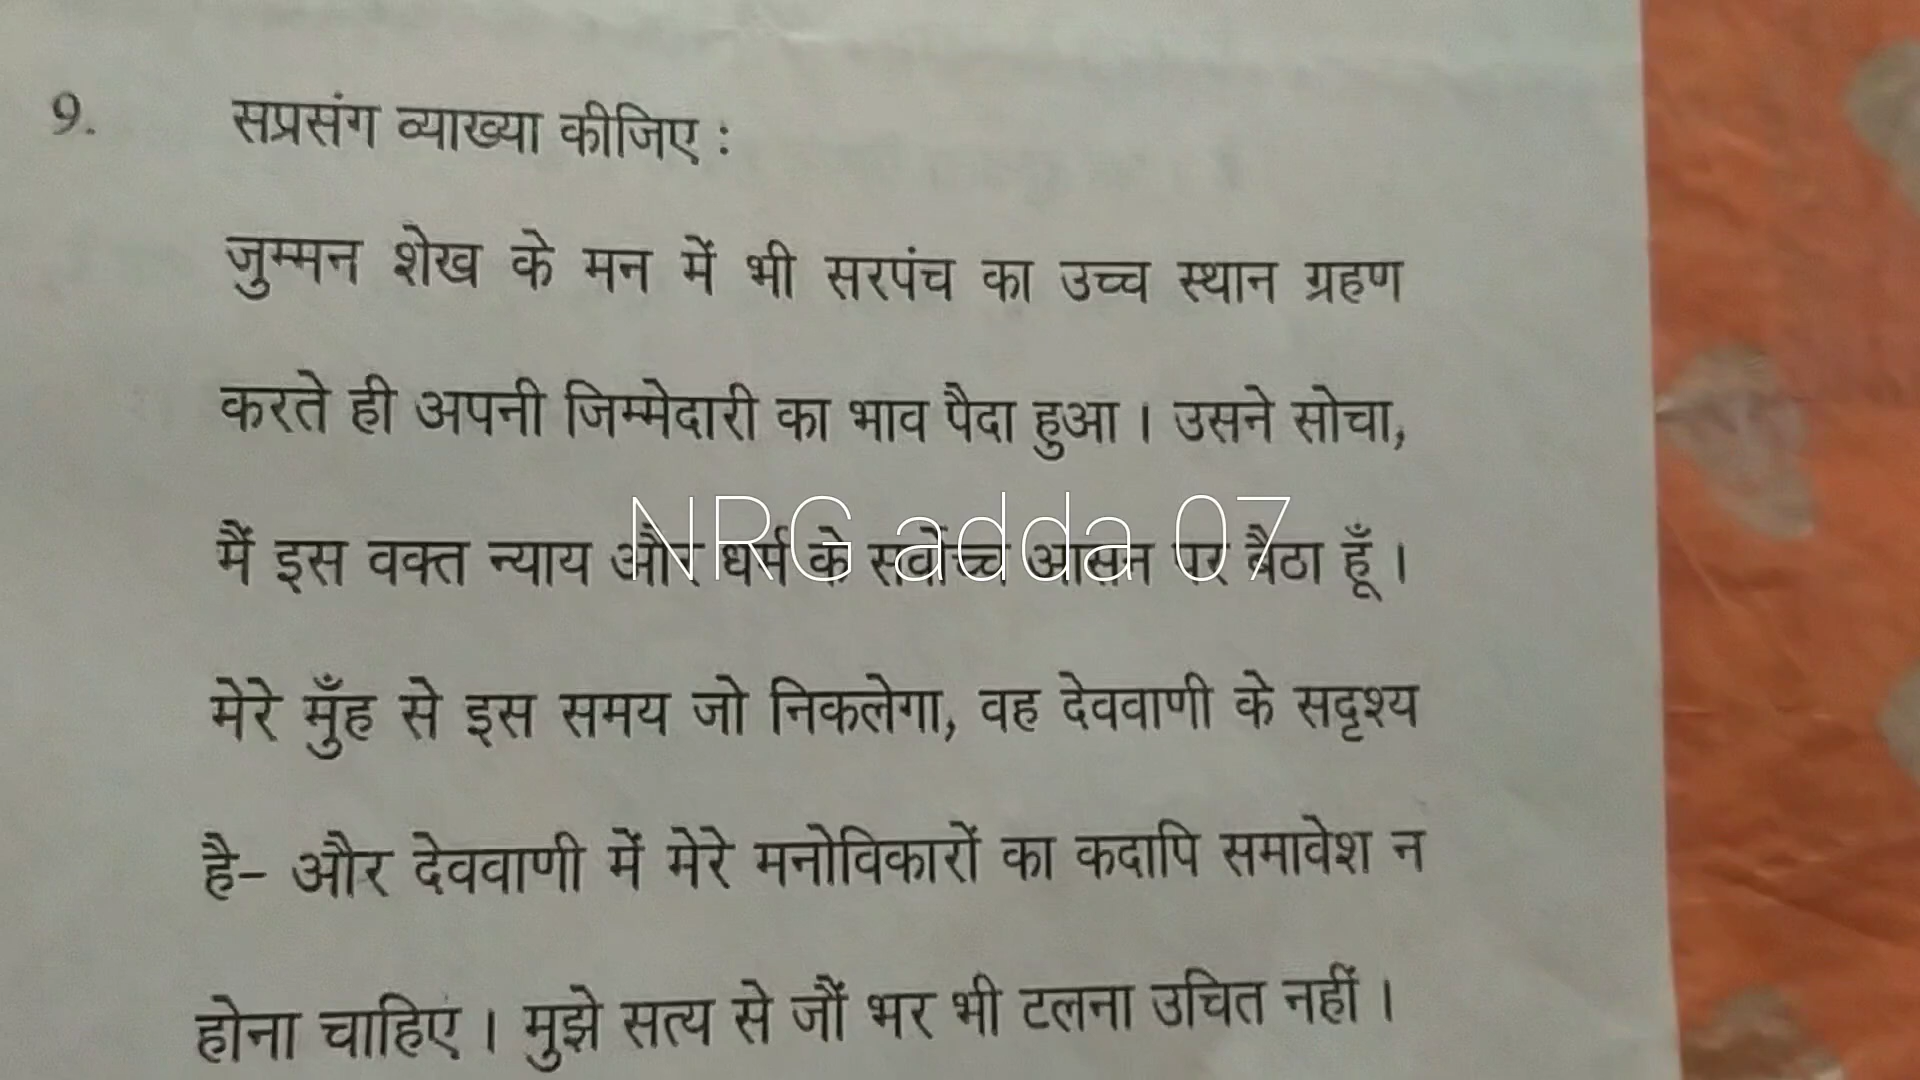 9. सप्रसंग व्याख्या कीजिए :
जुम्मन शेख के मन में भी सरपंच का उच्च स्थान ग्रहण
करते ही अपनी जिम्मेदारी का भाव पैदा हुआ । उसने सोचा,
मैं इस वक्त न्याय और धर्म के सर्वोच्च आसन पर बैठा हूँ ।
NRG adda 07
मेरे मुँह से इस समय जो निकलेगा, वह देववाणी के सदृश्य
है- और देववाणी में मेरे मनोविकारों का कदापि समावेश न
होना चाहिए । मुझे सत्य से जौं भर भी टलना उचित नहीं ।